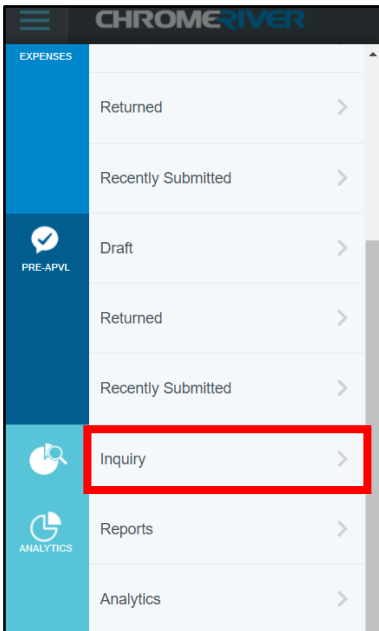 CHROMERIVER
EXPENSES
Returned
Recently Submitted
PRE-APVL
Draft
Returned
Recently Submitted
Inquiry
ANALYTICS
Reports
Analytics